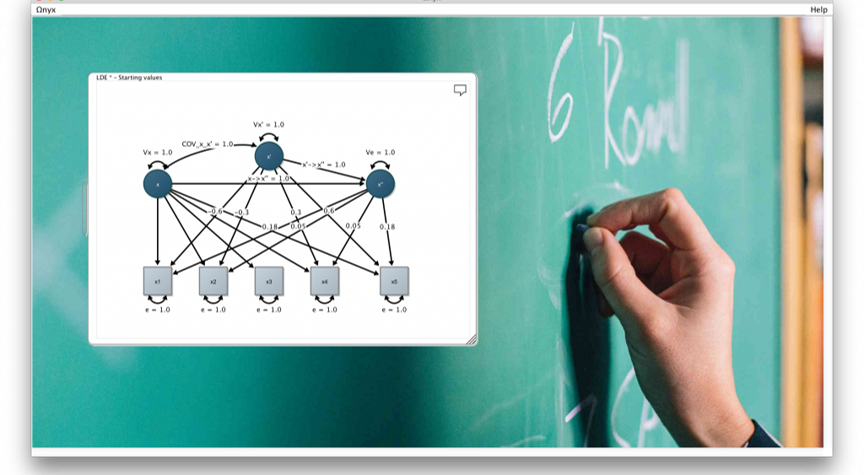 Ωnyx Help
LDE * - Starting values
Vx' = 1.0
COV_x_x' = 1.0
Vx = 1.0
Ve = 1.0
x'
x'->x'' = 1.0
x
x->x'' = 1.0
x''
-0.6
-0.3
0.3
0.6
0.18
0.05
0.05
0.18
x1 x2 x3 x4 x5
e = 1.0 e = 1.0 e = 1.0 e = 1.0 e = 1.0
6